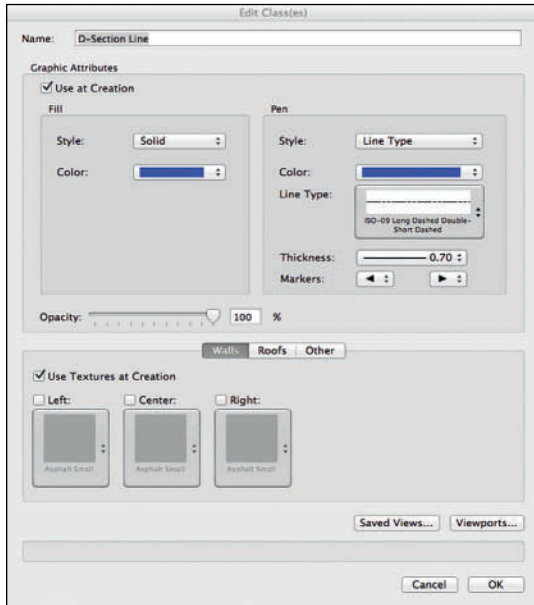 Edit Class(es)
Name: D-Section Line
Graphic Attributes
Use at Creation
Fill
Style: Solid
Color:
Pen
Style: Line Type
Color:
Line Type:
ISO-09 Long Dashed Double-
Short Dashed
Thickness: 0.70
Markers:
Opacity: 100 %
Walls Roofs Other
Use Textures at Creation
Left: Center: Right:
Asphalt Small Asphalt Small Asphalt Small
Saved Views... Viewports...
Cancel OK